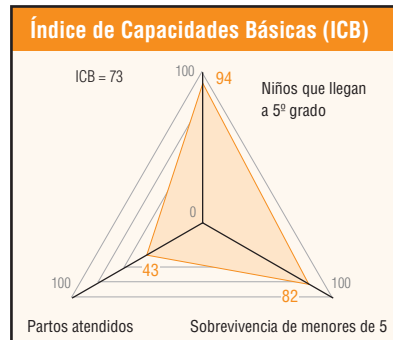 Índice de Capacidades Básicas (ICB)
ICB = 73
100
94
Niños que llegan
a 5º grado
0
43
100
82
100
Partos atendidos
Sobrevivencia de menores de 5